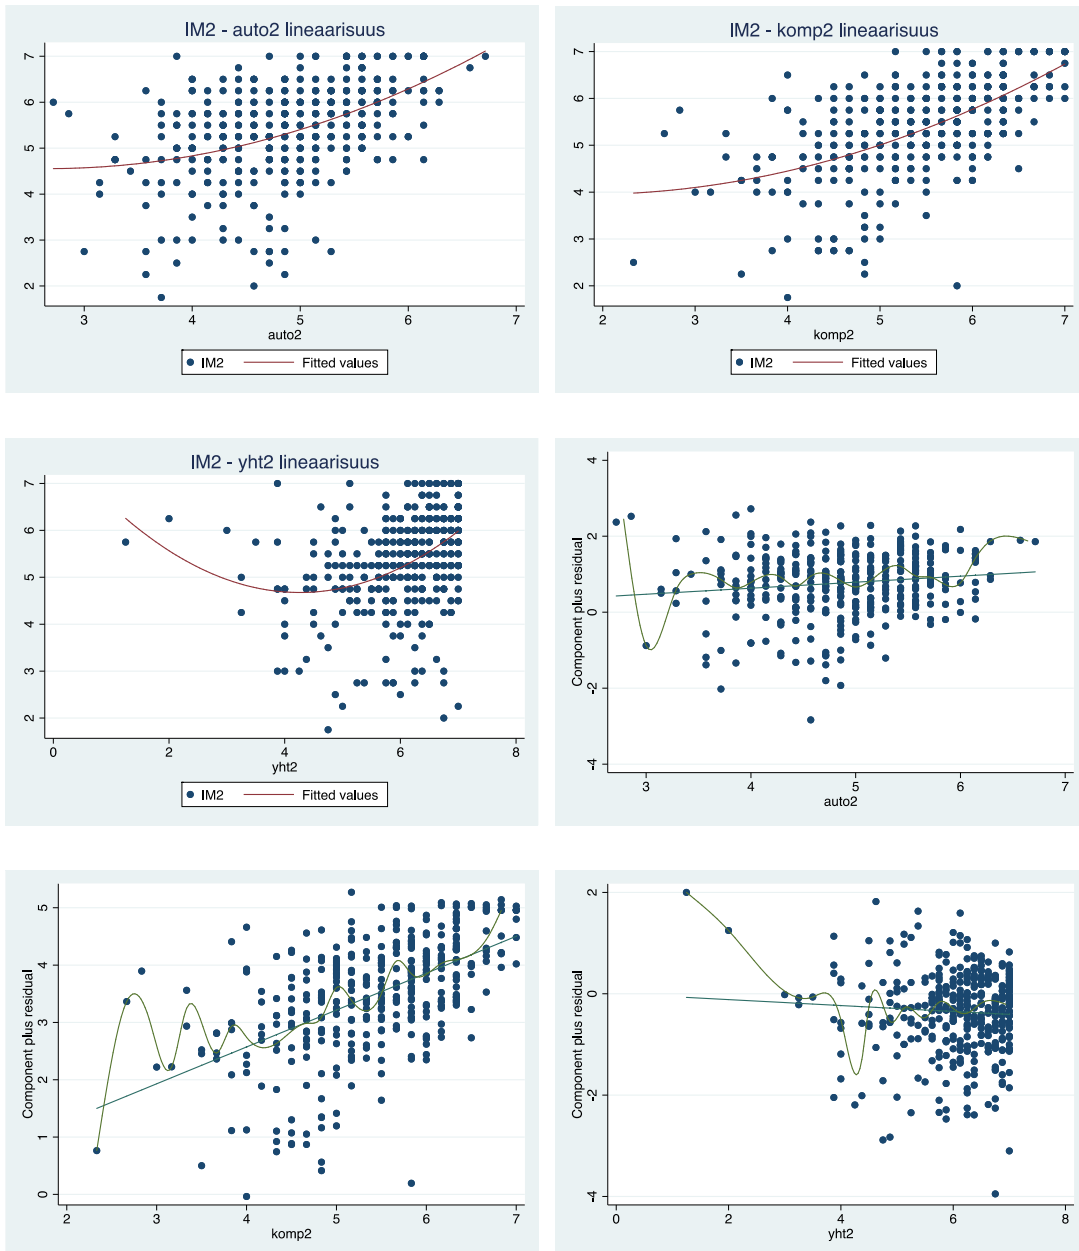 IM2 - auto2 lineaarisuus
7
6
5
4
3
2
3 4 5 6 7
auto2
IM2 Fitted values
IM2 - komp2 lineaarisuus
7
6
5
4
3
2
2 3 4 5 6 7
komp2
IM2 Fitted values
IM2 - yht2 lineaarisuus
7
6
5
4
3
2
0 2 4 6 8
yht2
IM2 Fitted values
Component plus residual
4
2
0
-2
-4
3 4 5 6 7
auto2
Component plus residual
5
4
3
2
1
0
2 3 4 5 6 7
komp2
Component plus residual
2
0
-2
-4
0 2 4 6 8
yht2